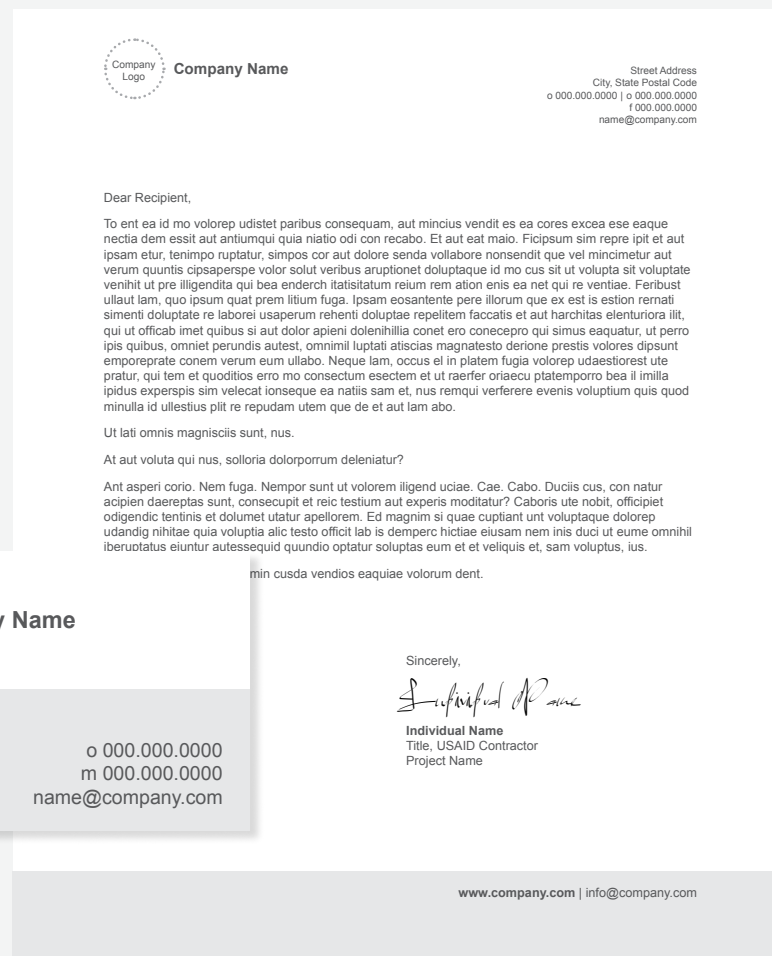 Company
Logo
Company Name
Street Address
City, State Postal Code
o 000.000.0000 | o 000.000.0000
f 000.000.0000
name@company.com
Dear Recipient,
To ent ea id mo volorep udistet paribus consequam, aut mincius vendit es ea cores excea ese eaque
nectia dem essit aut antiumqui quia niatio odi con recabo. Et aut eat maio. Ficipsum sim repre ipit et aut
ipsam etur, tenimpo ruptatur, simpos cor aut dolore senda vollabore nonsendit que vel mincimetur aut
verum quuntis cipsaperspe volor solut veribus aruptionet doluptaque id mo cus sit ut volupta sit voluptate
venihit ut pre illigendita qui bea enderch itatisitatum reium rem ation enis ea net qui re ventiae. Feribust
ullaut lam, quo ipsum quat prem litium fuga. Ipsam eosantente pere illorum que ex est is estion rernati
simenti doluptate re laborei usaperum rehenti doluptae repelitem faccatis et aut harchitas elenturiora ilit,
qui ut officab imet quibus si aut dolor apieni dolenihillia conet ero conecepro qui simus eaquatur, ut perro
ipis quibus, omniet perundis autest, omnimil luptati atiscias magnatesto derione prestis volores dipsunt
emporeprate conem verum eum ullabo. Neque lam, occus el in platem fugia volorep udaestiorest ute
pratur, qui tem et quoditios erro mo consectum esectem et ut raerfer oriaecu ptatemporro bea il imilla
ipidus experspis sim velecat ionseque ea natiis sam et, nus remqui verferere evenis voluptium quis quod
minulla id ullestius plit re repudam utem que de et aut lam abo.
Ut lati omnis magnisciis sunt, nus.
At aut voluta qui nus, solloria dolorporrum deleniatur?
Ant asperi corio. Nem fuga. Nempor sunt ut volorem iligend uciae. Cae. Cabo. Duciis cus, con natur
acipien daereptas sunt, consecupit et reic testium aut experis moditatur? Caboris ute nobit, officipiet
odigendic tentinis et dolumet utatur apellorem. Ed magnim si quae cuptiant unt voluptaque dolorep
udandig nihitae quia voluptia alic testo officit lab is demperc hictiae eiusam nem inis duci ut eume omnihil
iberuptatus eiuntur autessequid quundio optatur soluptas eum et et veliquis et, sam voluptus, ius.
min cusda vendios eaquiae volorum dent.
y Name
o 000.000.0000
m 000.000.0000
name@company.com
Sincerely,
Individual Name
Individual Name
Title, USAID Contractor
Project Name
www.company.com | info@company.com